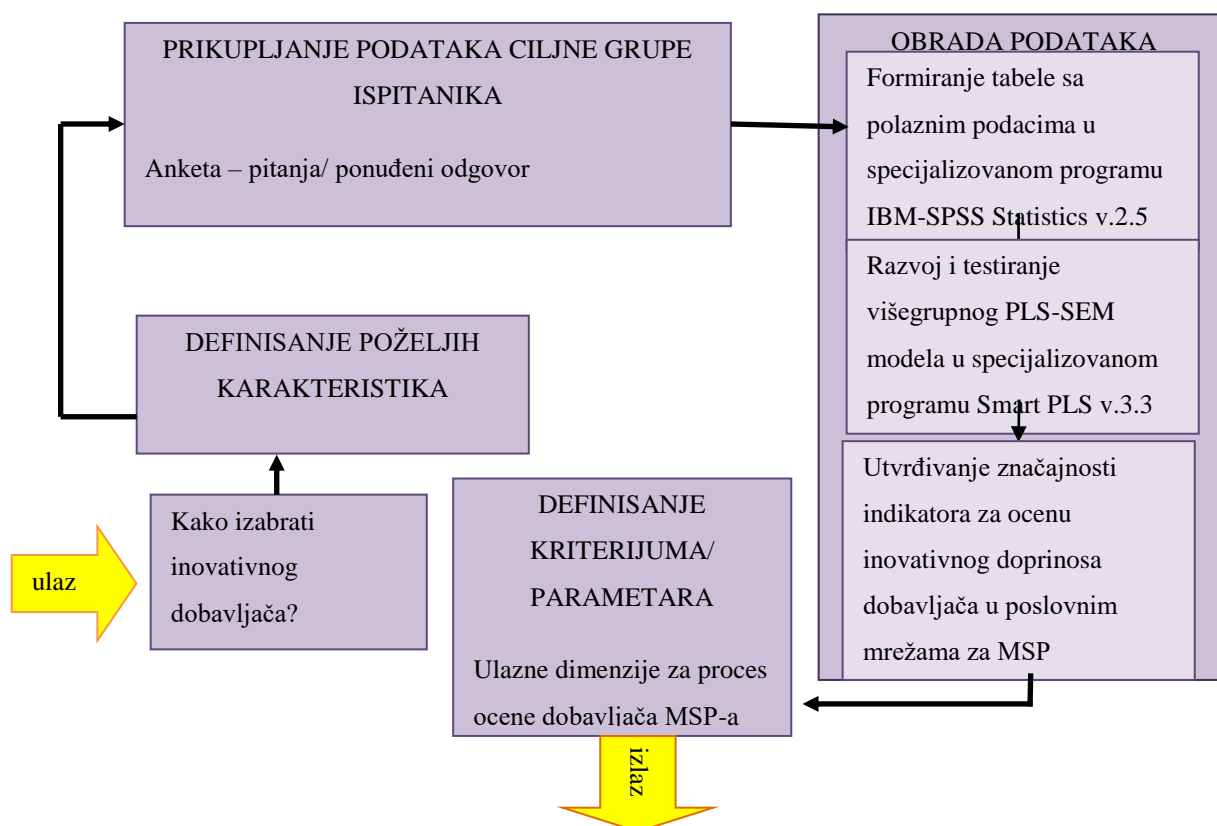 PRIKUPLJANJE PODATAKA CILJNE GRUPE
ISPITANIKA
Anketa – pitanja/ ponuđeni odgovor
OBRADA PODATAKA
Formiranje tabele sa
polaznim podacima u
specijalizovanom programu
IBM-SPSS Statistics v.2.5
Razvoj i testiranje
višegrupnog PLS-SEM
modela u specijalizovanom
programu Smart PLS v.3.3
Utvrđivanje značajnosti
indikatora za ocenu
inovativnog doprinosa
dobavljača u poslovnim
mrežama za MSP
DEFINISANJE POŽELJIH
KARAKTERISTIKA
ulaz
Kako izabrati
inovativnog
dobavljača?
DEFINISANJE
KRITERIJUMA/
PARAMETARA
Ulazne dimenzije za proces
ocene dobavljača MSP-a
izlaz